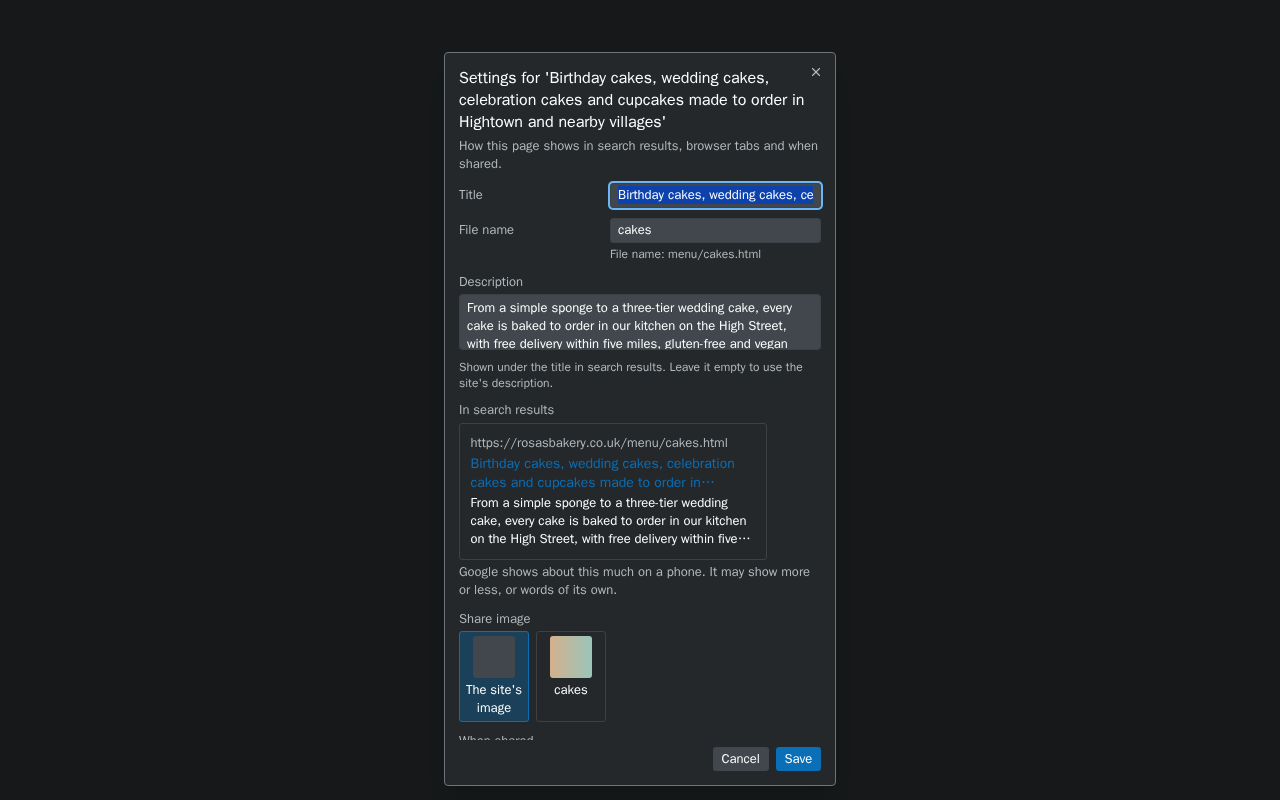 Settings for 'Birthday cakes, wedding cakes,
celebration cakes and cupcakes made to order in
Hightown and nearby villages'
How this page shows in search results, browser tabs and when
shared.
Title
Birthday cakes, wedding cakes, ce
File name
cakes
File name: menu/cakes.html
Description
From a simple sponge to a three-tier wedding cake, every
cake is baked to order in our kitchen on the High Street,
with free delivery within five miles, gluten-free and vegan
Shown under the title in search results. Leave it empty to use the
site's description.
In search results
https://rosasbakery.co.uk/menu/cakes.html
Birthday cakes, wedding cakes, celebration
cakes and cupcakes made to order in…
From a simple sponge to a three-tier wedding
cake, every cake is baked to order in our kitchen
on the High Street, with free delivery within five…
Google shows about this much on a phone. It may show more
or less, or words of its own.
Share image
The site's
image
cakes
When shared
Cancel
Save